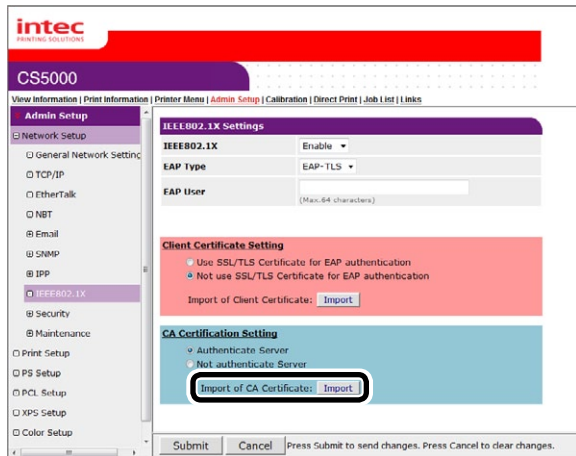 intec
PRINTING SOLUTIONS
CS5000
View Information | Print Information | Printer Menu | Admin Setup | Calibration | Direct Print | Job List | Links
Admin Setup
Network Setup
General Network Setting
TCP/IP
EtherTalk
NBT
Email
SNMP
IPP
IEEE802.1X
Security
Maintenance
Print Setup
PS Setup
PCL Setup
XPS Setup
Color Setup
IEEE802.1X Settings
IEEE802.1X Enable
EAP Type EAP-TLS
EAP User
(Max.64 characters)
Client Certificate Setting
Use SSL/TLS Certificate for EAP authentication
Not use SSL/TLS Certificate for EAP authentication
Import of Client Certificate: Import
CA Certification Setting
Authenticate Server
Not authenticate Server
Import of CA Certificate: Import
Submit Cancel Press Submit to send changes. Press Cancel to clear changes.